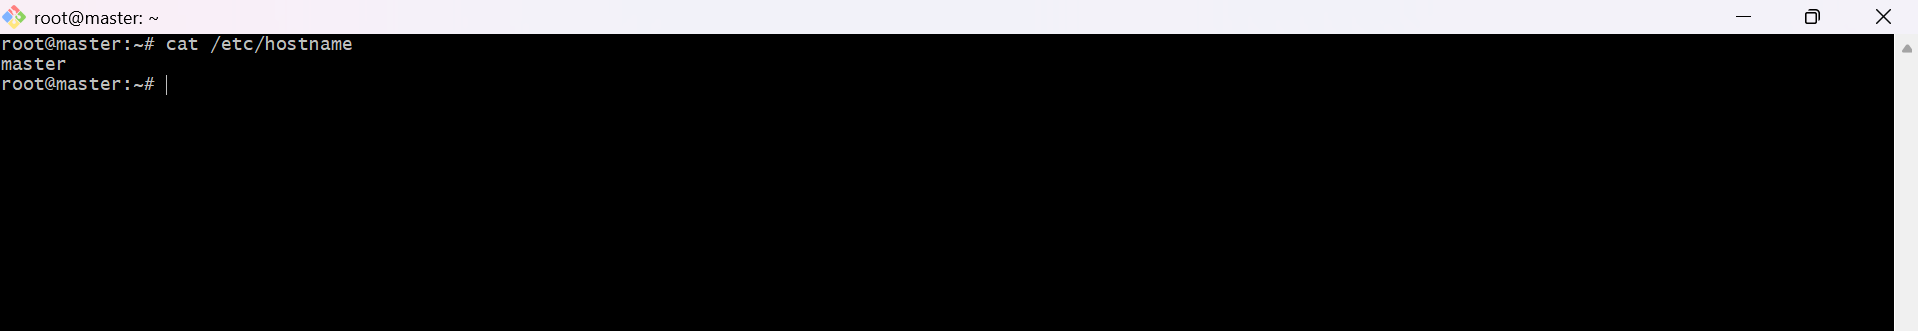 root@master: ~
root@master:~# cat /etc/hostname
master
root@master:~#